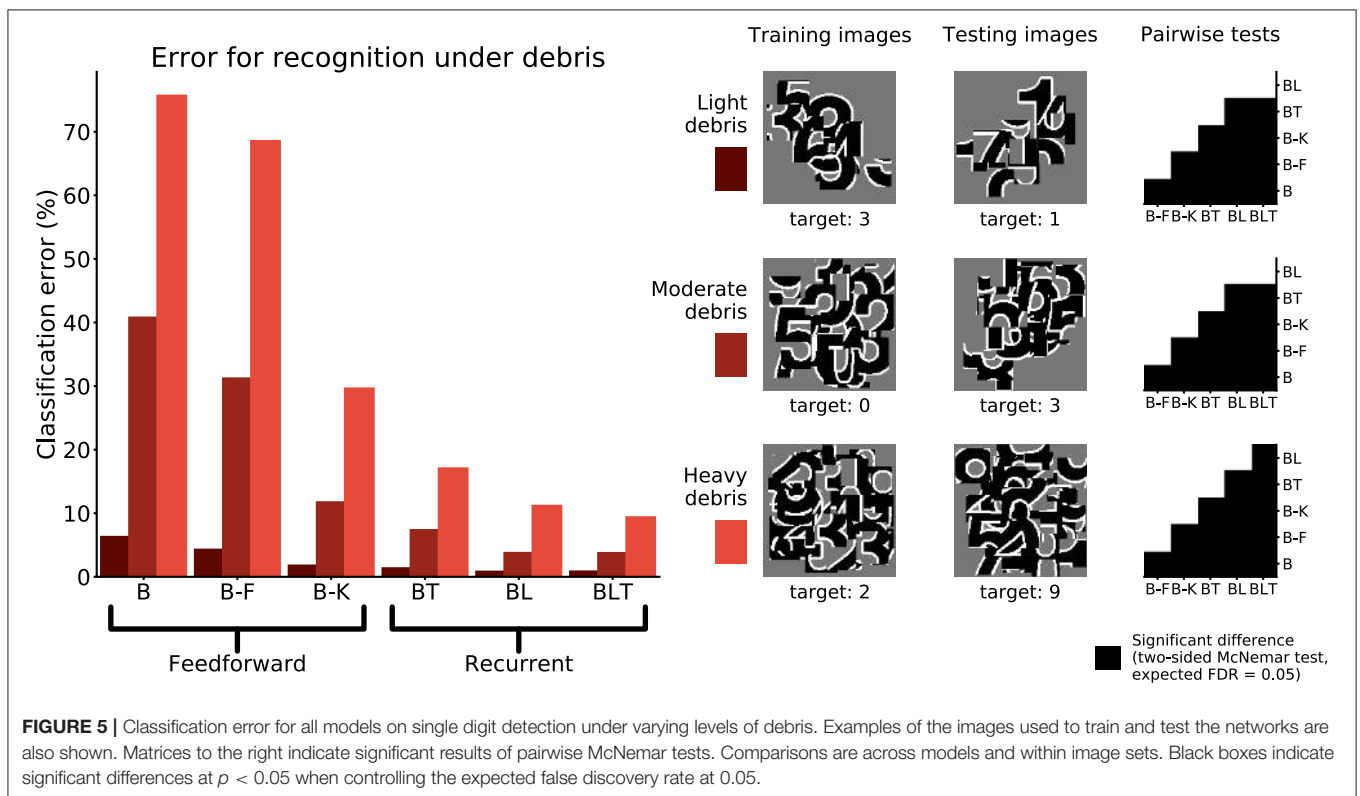 Error for recognition under debris
Classification error (%)
70
60
50
40
30
20
10
0
B B-F B-K BT BL BLT
Feedforward Recurrent
Training images Testing images Pairwise tests
Light
debris
target: 3 target: 1
BL
BT
B-K
B-F
B
B-F B-K BT BL BLT
Moderate
debris
target: 0 target: 3
BL
BT
B-K
B-F
B
B-F B-K BT BL BLT
Heavy
debris
target: 2 target: 9
BL
BT
B-K
B-F
B
B-F B-K BT BL BLT
Significant difference
(two-sided McNemar test,
expected FDR = 0.05)
FIGURE 5 | Classification error for all models on single digit detection under varying levels of debris. Examples of the images used to train and test the networks are
also shown. Matrices to the right indicate significant results of pairwise McNemar tests. Comparisons are across models and within image sets. Black boxes indicate
significant differences at p < 0.05 when controlling the expected false discovery rate at 0.05.